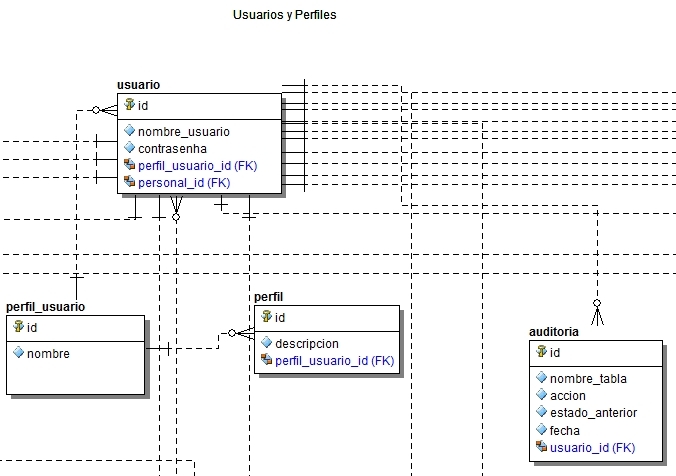 Usuarios y Perfiles
usuario
id
nombre_usuario
contrasenha
perfil_usuario_id (FK)
personal_id (FK)
perfil_usuario
id
nombre
perfil
id
descripcion
perfil_usuario_id (FK)
auditoria
id
nombre_tabla
accion
estado_anterior
fecha
usuario_id (FK)